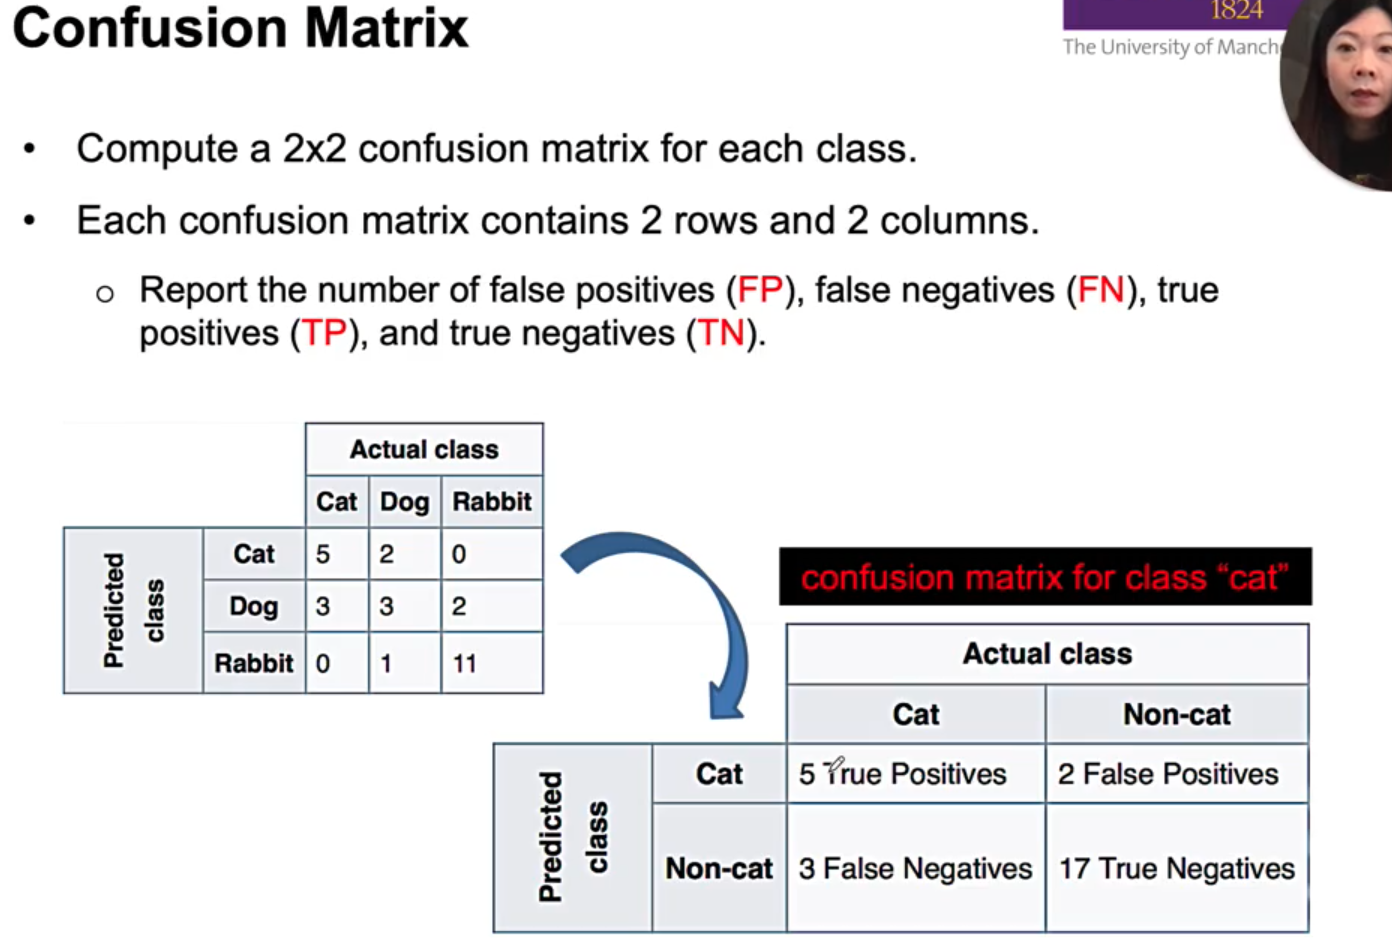 Confusion Matrix
1824
The University of Manch
• Compute a 2x2 confusion matrix for each class.
• Each confusion matrix contains 2 rows and 2 columns.
o Report the number of false positives (FP), false negatives (FN), true
positives (TP), and true negatives (TN).
Actual class
Cat Dog Rabbit
Predicted class
Cat 5 2 0
Dog 3 3 2
Rabbit 0 1 11
confusion matrix for class “cat”
Actual class
Cat Non-cat
Predicted class
Cat 5 True Positives 2 False Positives
Non-cat 3 False Negatives 17 True Negatives